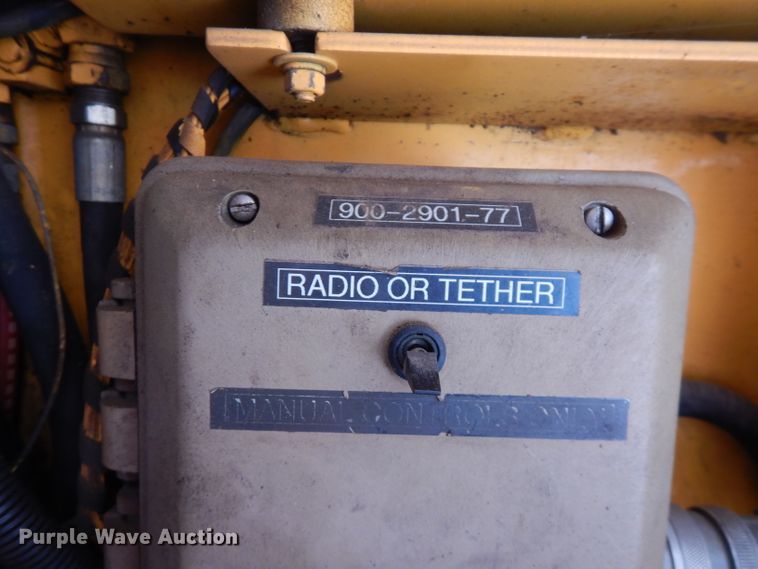 900-2901-77
RADIO OR TETHER
MANUAL CONTROLS ONLY
Purple Wave Auction